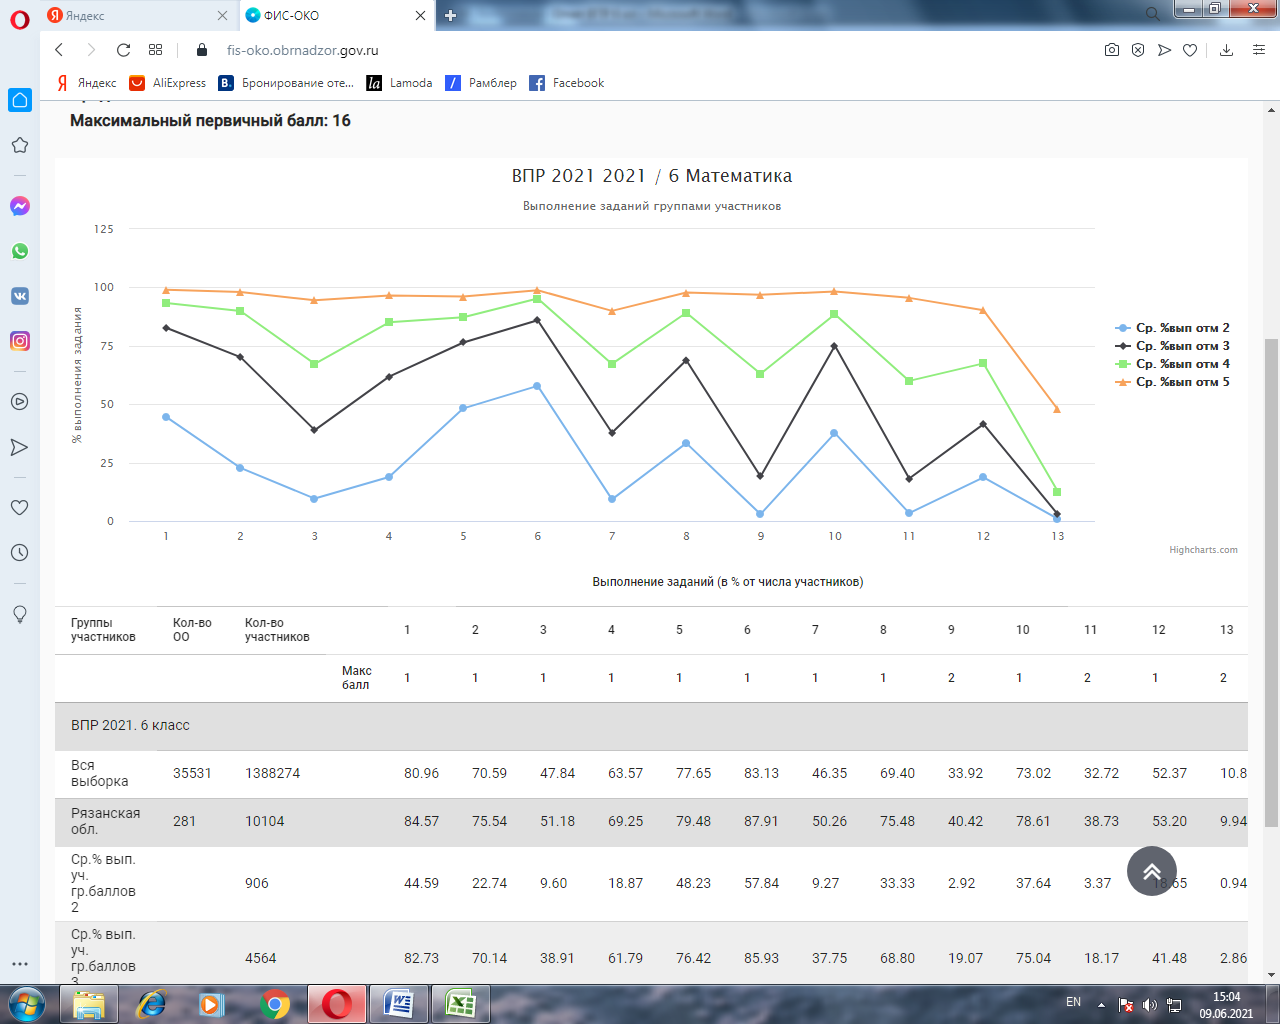 Яндекс
ФИС-ОКО
fis-oko.obrnadzor.gov.ru
Яндекс AliExpress Бронирование оте... Lamoda Рамблер Facebook
Максимальный первичный балл: 16
ВПР 2021 2021 / 6 Математика
Выполнение заданий группами участников
% выполнения задания
125
100
75
50
25
0
1 2 3 4 5 6 7 8 9 10 11 12 13
Ср. %вып отм 2
Ср. %вып отм 3
Ср. %вып отм 4
Ср. %вып отм 5
Highcharts.com
Выполнение заданий (в % от числа участников)
Группы участников Кол-во ОО Кол-во участников 1 2 3 4 5 6 7 8 9 10 11 12 13
Макс балл 1 1 1 1 1 1 1 1 2 1 2 1 2
ВПР 2021. 6 класс
Вся выборка 35531 1388274 80.96 70.59 47.84 63.57 77.65 83.13 46.35 69.40 33.92 73.02 32.72 52.37 10.8
Рязанская обл. 281 10104 84.57 75.54 51.18 69.25 79.48 87.91 50.26 75.48 40.42 78.61 38.73 53.20 9.94
Ср.% вып. уч. гр.баллов 2 906 44.59 22.74 9.60 18.87 48.23 57.84 9.27 33.33 2.92 37.64 3.37 18.65 0.94
Ср.% вып. уч. гр.баллов 3 4564 82.73 70.14 38.91 61.79 76.42 85.93 37.75 68.80 19.07 75.04 18.17 41.48 2.86
EN
15:04
09.06.2021